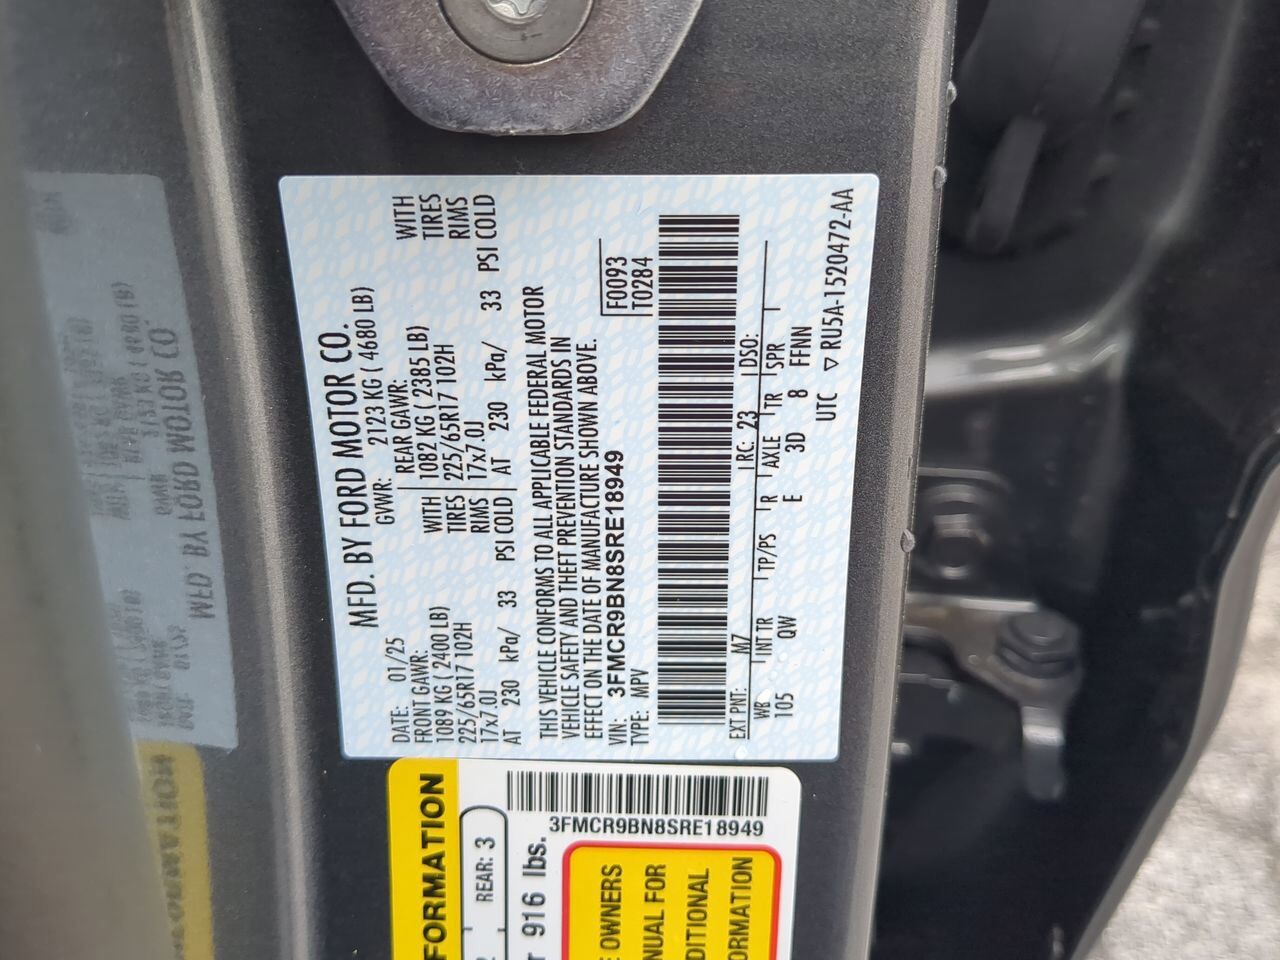 MFD. BY FORD MOTOR CO.
DATE: 01/25 GWR: 2123 KG ( 4680 LB)
FRONT GAWR: REAR GAWR:
1089 KG ( 2400 LB) WITH 1082 KG ( 2385 LB) WITH
225/65R17 102H TIRES 225/65R17 102H TIRES
17x7.0J RIMS 17x7.0J RIMS
AT 230 kPa/ 33 PSI COLD AT 230 kPa/ 33 PSI COLD
THIS VEHICLE CONFORMS TO ALL APPLICABLE FEDERAL MOTOR
VEHICLE SAFETY AND THEFT PREVENTION STANDARDS IN
EFFECT ON THE DATE OF MANUFACTURE SHOWN ABOVE.
VIN: 3FMCR9BN8SRE18949
TYPE: MPV
F0093
T0284
EXT PNT: M7 RC: 23 DSO:
WB INT TR TP/PS R AXLE TR SPR
105 QW E 3D 8 FFNN
UTC ▽ RU5A-1520472-AA
3FMCR9BN8SRE18949
FORMATION
REAR: 3
916 lbs.
OWNERS
NUAL FOR
DITIONAL
ORMATION